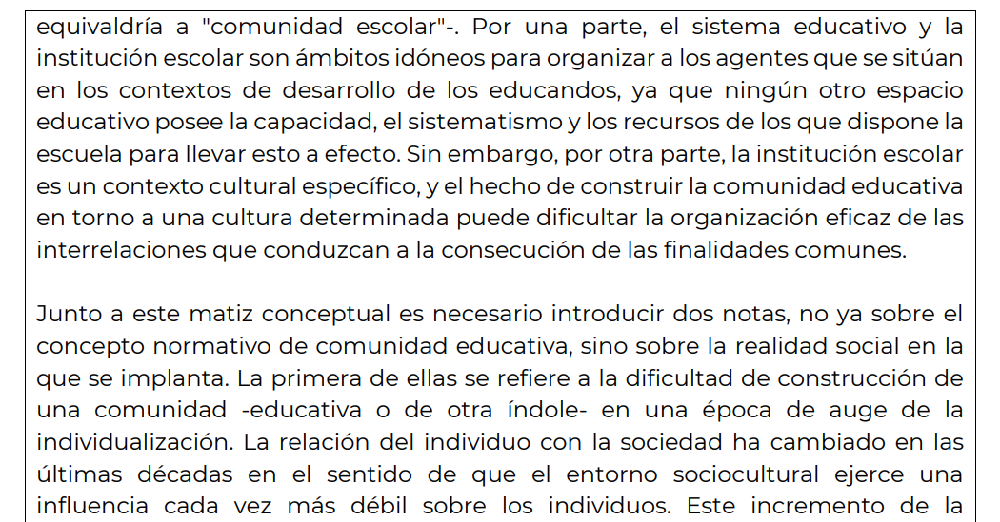 equivaldría a "comunidad escolar"-. Por una parte, el sistema educativo y la
institución escolar son ámbitos idóneos para organizar a los agentes que se sitúan
en los contextos de desarrollo de los educandos, ya que ningún otro espacio
educativo posee la capacidad, el sistematismo y los recursos de los que dispone la
escuela para llevar esto a efecto. Sin embargo, por otra parte, la institución escolar
es un contexto cultural específico, y el hecho de construir la comunidad educativa
en torno a una cultura determinada puede dificultar la organización eficaz de las
interrelaciones que conduzcan a la consecución de las finalidades comunes.
Junto a este matiz conceptual es necesario introducir dos notas, no ya sobre el
concepto normativo de comunidad educativa, sino sobre la realidad social en la
que se implanta. La primera de ellas se refiere a la dificultad de construcción de
una comunidad -educativa o de otra índole- en una época de auge de la
individualización. La relación del individuo con la sociedad ha cambiado en las
últimas décadas en el sentido de que el entorno sociocultural ejerce una
influencia cada vez más débil sobre los individuos. Este incremento de la